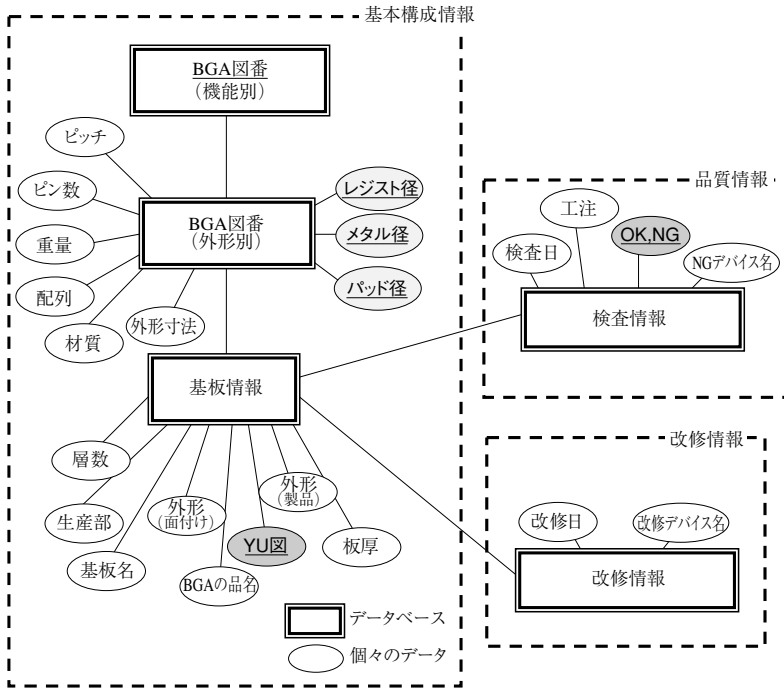 基本構成情報
BGA図番
(機能別)
ピッチ
ピン数
重量
配列
材質
外形寸法
BGA図番
(外形別)
レジスト径
メタル径
パッド径
基板情報
層数
生産部
基板名
外形
(面付け)
BGAの品名
YU図
外形
(製品)
板厚
データベース
個々のデータ
品質情報
工注
検査日
OK,NG
NGデバイス名
検査情報
改修情報
改修日
改修デバイス名
改修情報